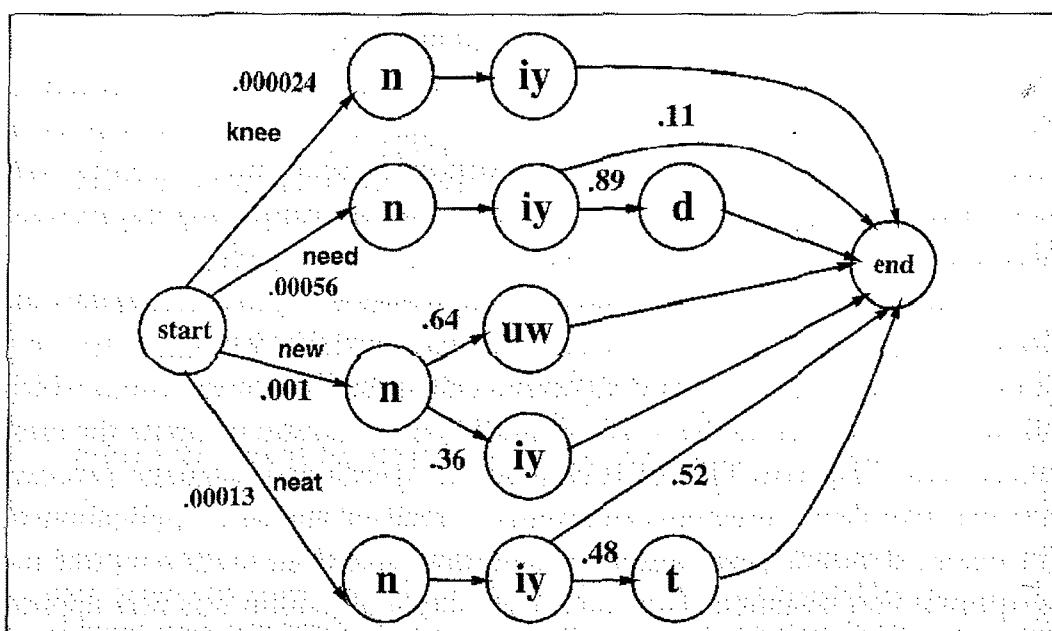 n iy
.000024
knee
.11
n iy .89 d
need
.00056
end
start
.64 uw
new
.001 n
.36 iy
.52
.00013 neat
n iy .48 t